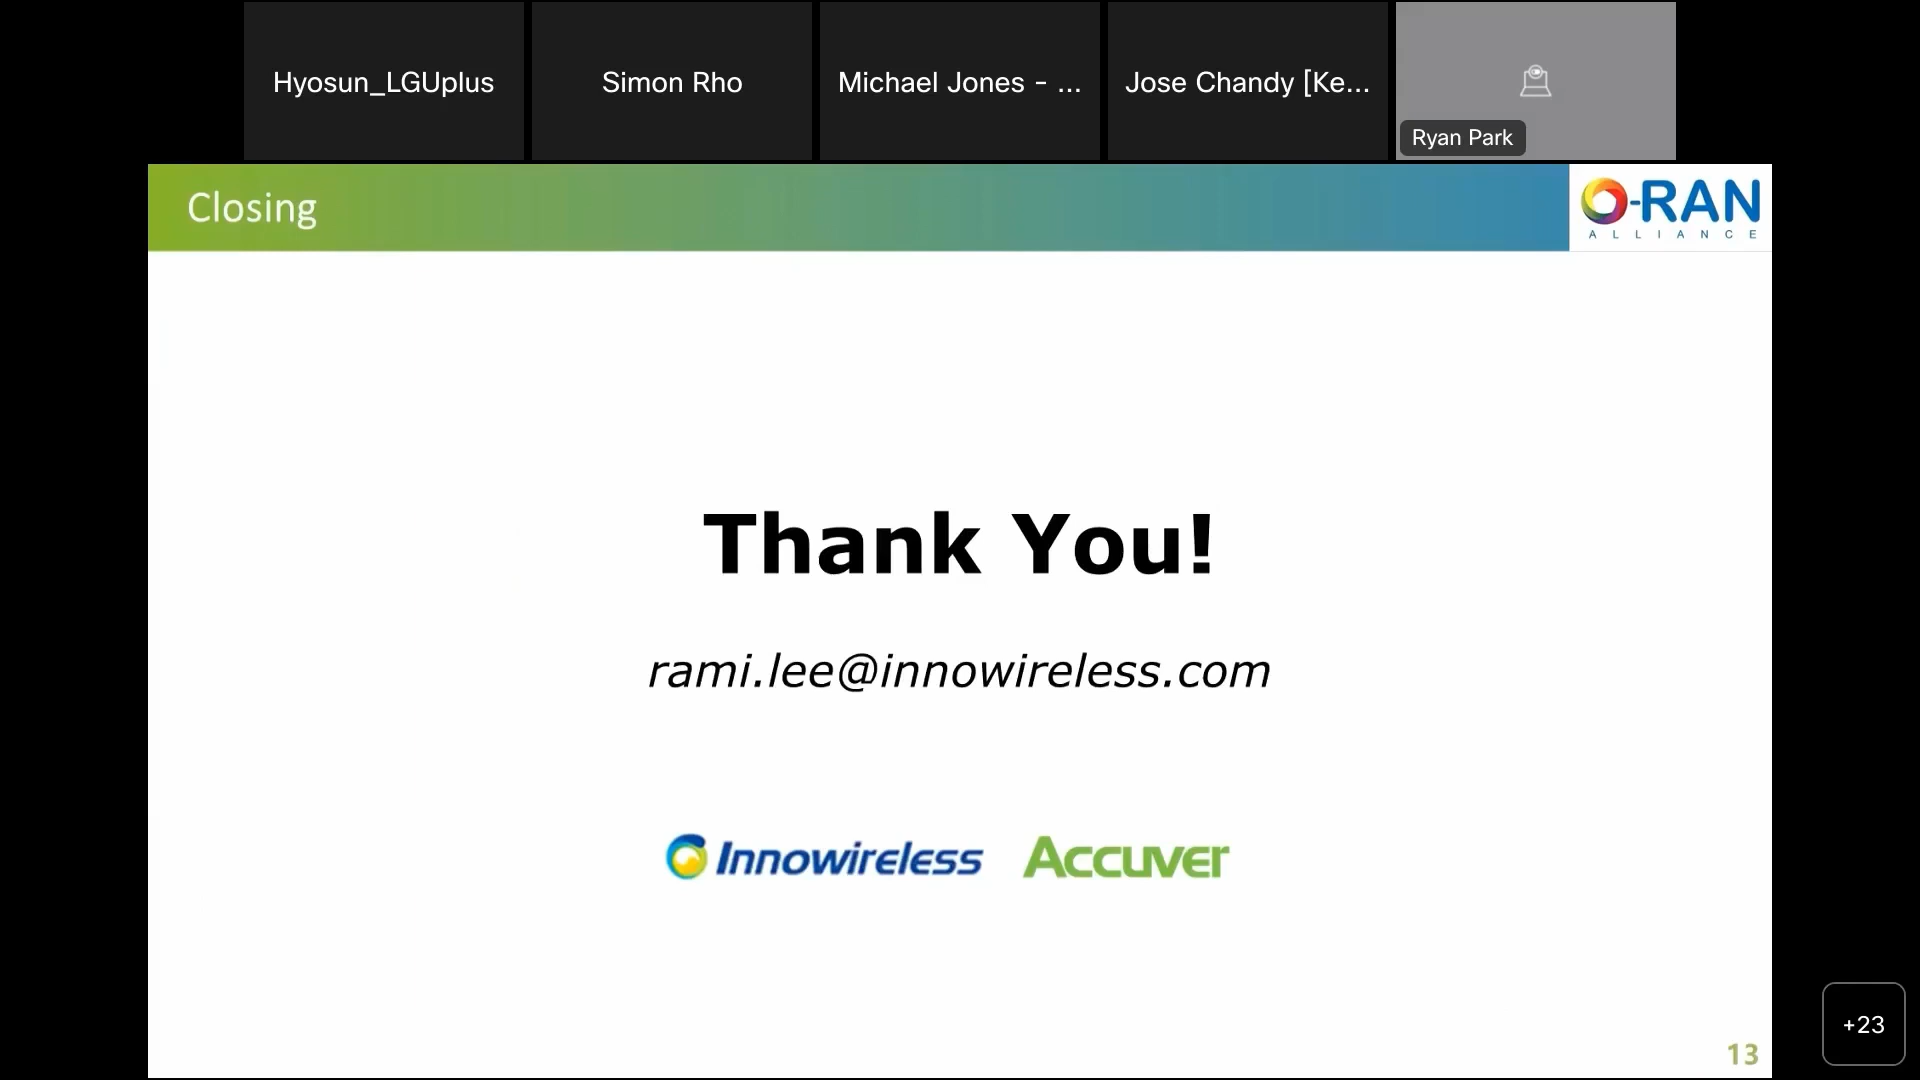 Hyosun_LGUplus
Simon Rho
Michael Jones - ...
Jose Chandy [Ke...
Ryan Park
Closing
O-RAN
ALLIANCE
Thank You!
rami.lee@innowireless.com
Innowireless
Accuver
13
+23